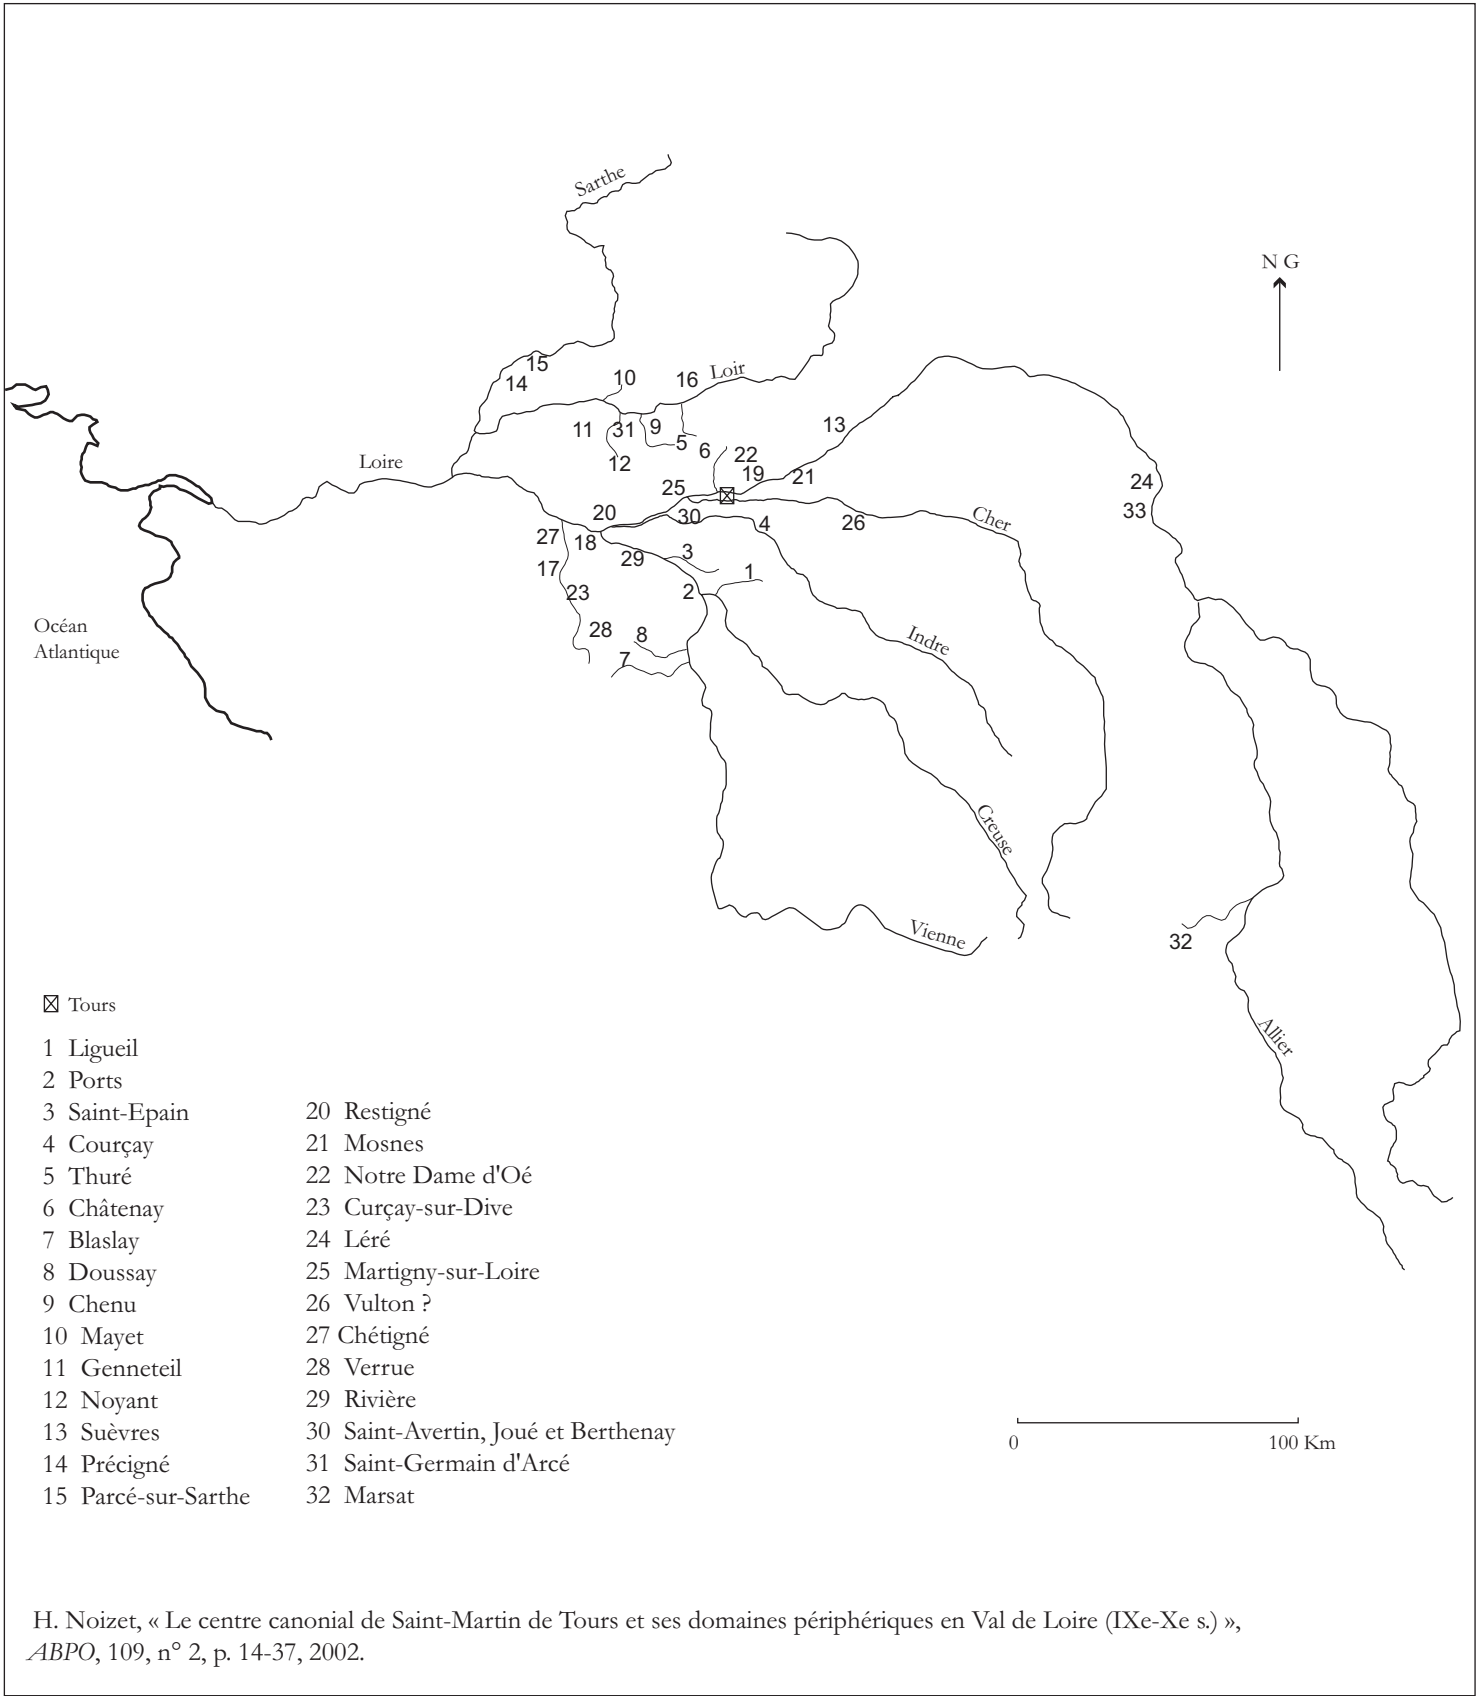 Sarthe
N G
15
14
10
16
Loir
11
31
9
5
13
12
6
22
19
21
Loire
25
24
20
30
4
26
Cher
33
27
18
29
3
17
1
23
2
28
8
7
Indre
Océan
Atlantique
Creuse
Vienne
32
Allier
Tours
1 Ligueil
2 Ports
3 Saint-Epain
4 Courçay
5 Thuré
6 Châtenay
7 Blaslay
8 Doussay
9 Chenu
10 Mayet
11 Genneteil
12 Noyant
13 Suèvres
14 Précigné
15 Parcé-sur-Sarthe
20 Restigné
21 Mosnes
22 Notre Dame d'Oé
23 Curçay-sur-Dive
24 Léré
25 Martigny-sur-Loire
26 Vulton ?
27 Chétigné
28 Verrue
29 Rivière
30 Saint-Avertin, Joué et Berthenay
31 Saint-Germain d'Arcé
32 Marsat
0 100 Km
H. Noizet, « Le centre canonial de Saint-Martin de Tours et ses domaines périphériques en Val de Loire (IXe-Xe s.) »,
ABPO, 109, n° 2, p. 14-37, 2002.